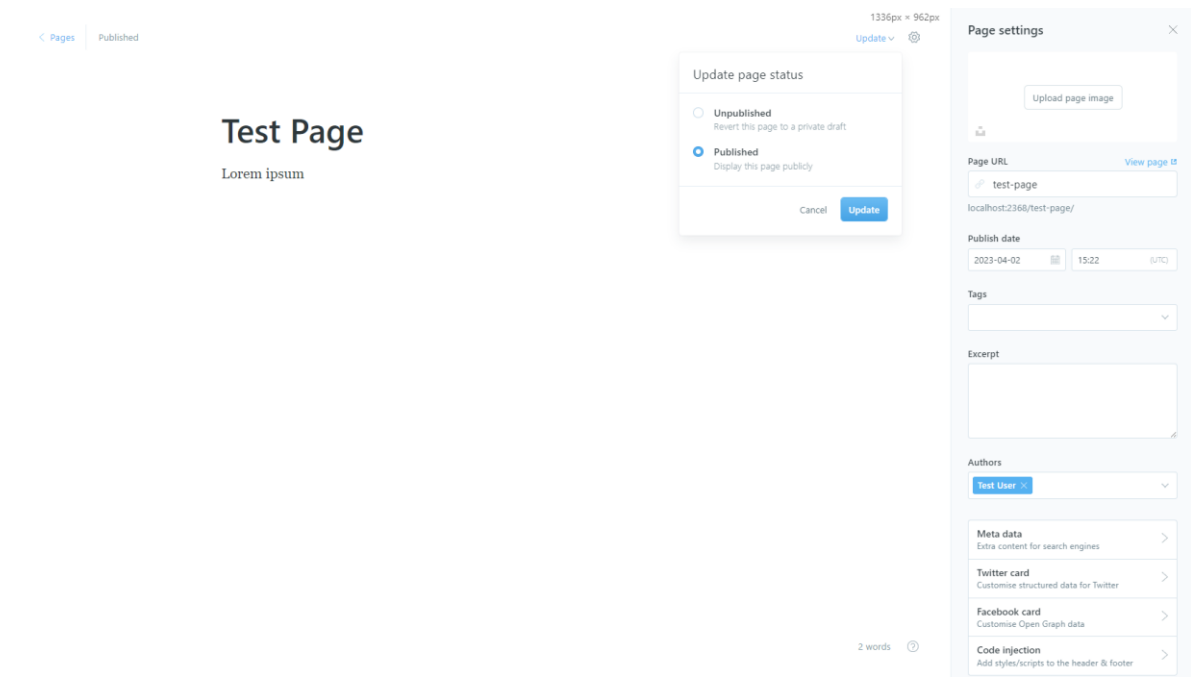 1336px × 962px
Pages
Published
Update
Update page status
Unpublished
Revert this page to a private draft
Published
Display this page publicly
Cancel
Update
Test Page
Lorem ipsum
2 words
?
Page settings
Upload page image
Page URL
View page
test-page
localhost:2368/test-page/
Publish date
2023-04-02
15:22
(UTC)
Tags
Excerpt
Authors
Test User
Meta data
Extra content for search engines
Twitter card
Customise structured data for Twitter
Facebook card
Customise Open Graph data
Code injection
Add styles/scripts to the header & footer